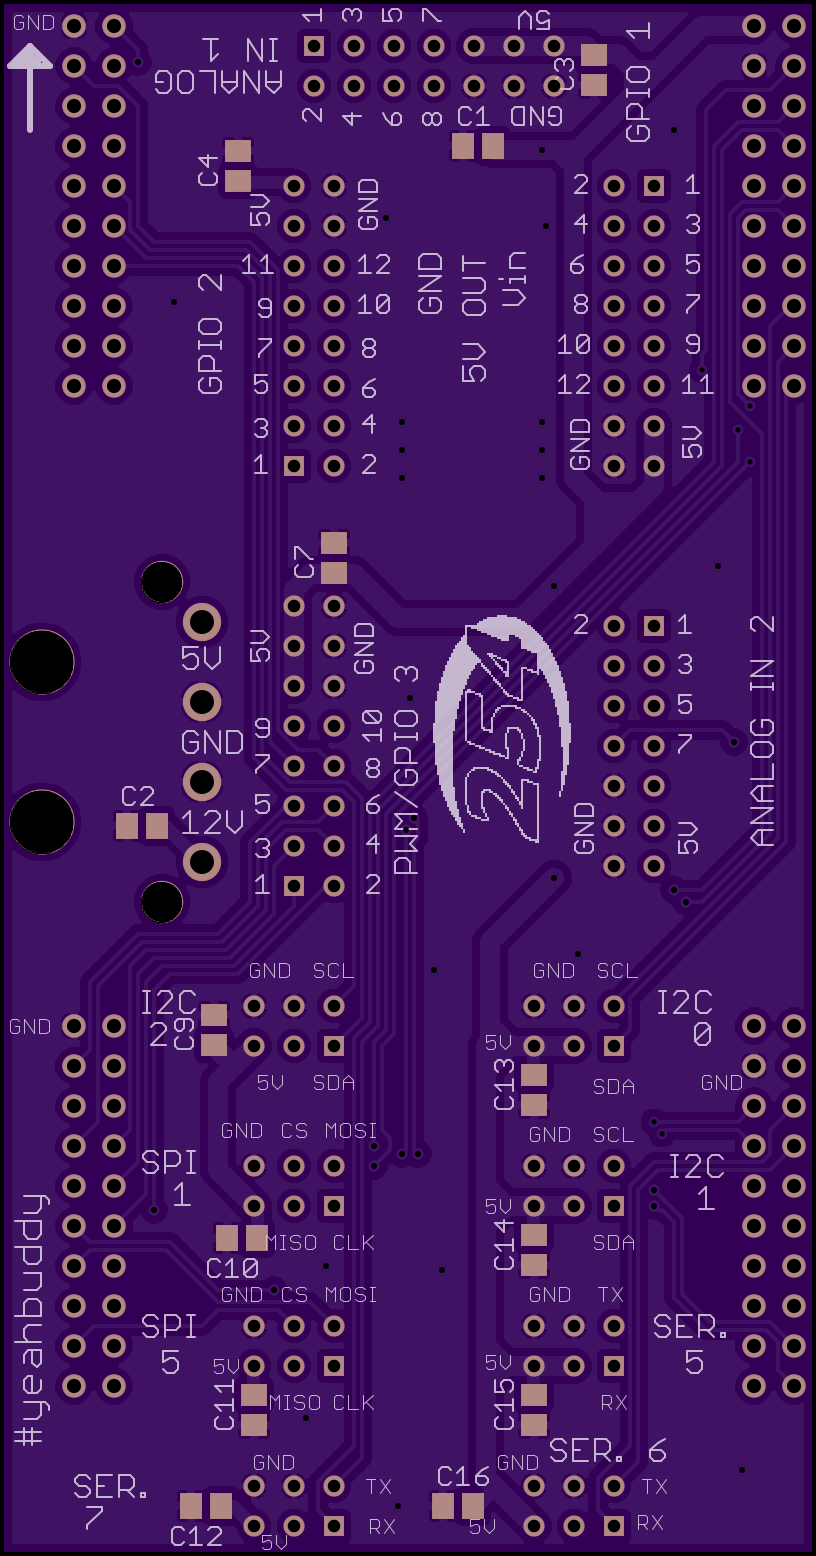 GND
1 3 5 7 5V
ANALOG
IN 1
C3
GPIO 1
2 4 6 8 C1 GND
C4
5V GND
2 1
4 3
11 12
GND
5V OUT
Vin
6 5
GPIO 2
9 10
8 7
7 8
10 9
5 6
12 11
3 4
GND 5V
1 2
C7
5V GND
2 1
5V
3
5
GND
7
9 10
7 8
5 6
3 4
1 2
PWM/GPIO 3
2254
ANALOG IN 2
C2
12V
GND 5V
GND SCL
GND SCL
I2C
2
C9
GND
I2C
0
5V
5V SDA
C13
SDA
GND
GND CS MOSI
GND SCL
SPI
1
I2C
1
5V
MISO CLK
C10
C14
SDA
#yeahbuddy
GND CS MOSI
GND TX
SPI
5
SER.
5
5V
5V
C11
MISO CLK
C15
RX
SER. 6
GND
GND
C16
SER.
7
TX
TX
C12
5V
RX
5V
RX